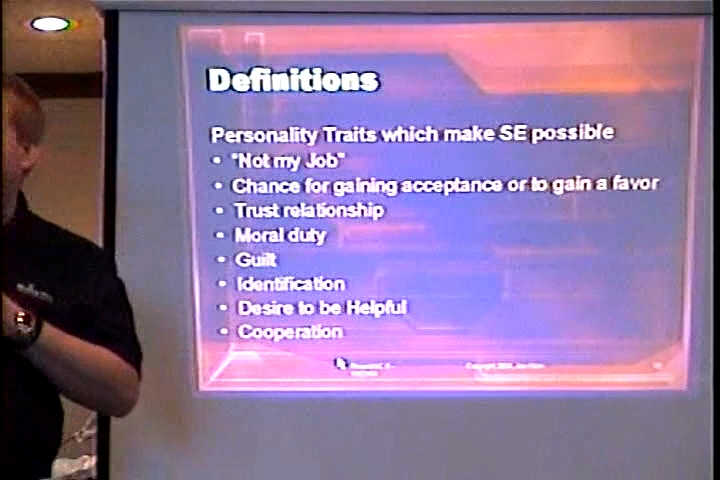 Definitions
Personality Traits which make SE possible
• "Not my Job"
• Chance for gaining acceptance or to gain a favor
• Trust relationship
• Moral duty
• Guilt
• Identification
• Desire to be Helpful
• Cooperation